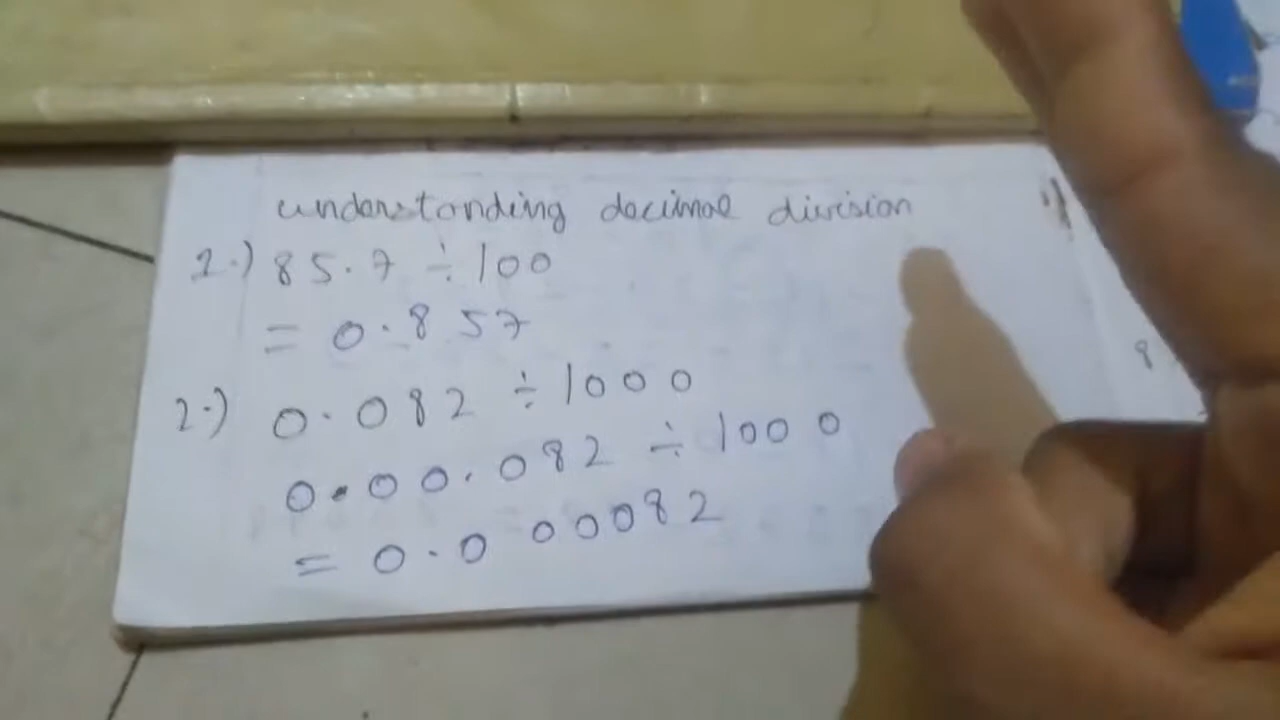 understanding decimal division
1.) 85.7 ÷ 100
= 0.857
2.) 0.082 ÷ 1000
0.00.082 ÷ 1000
= 0.000082
8